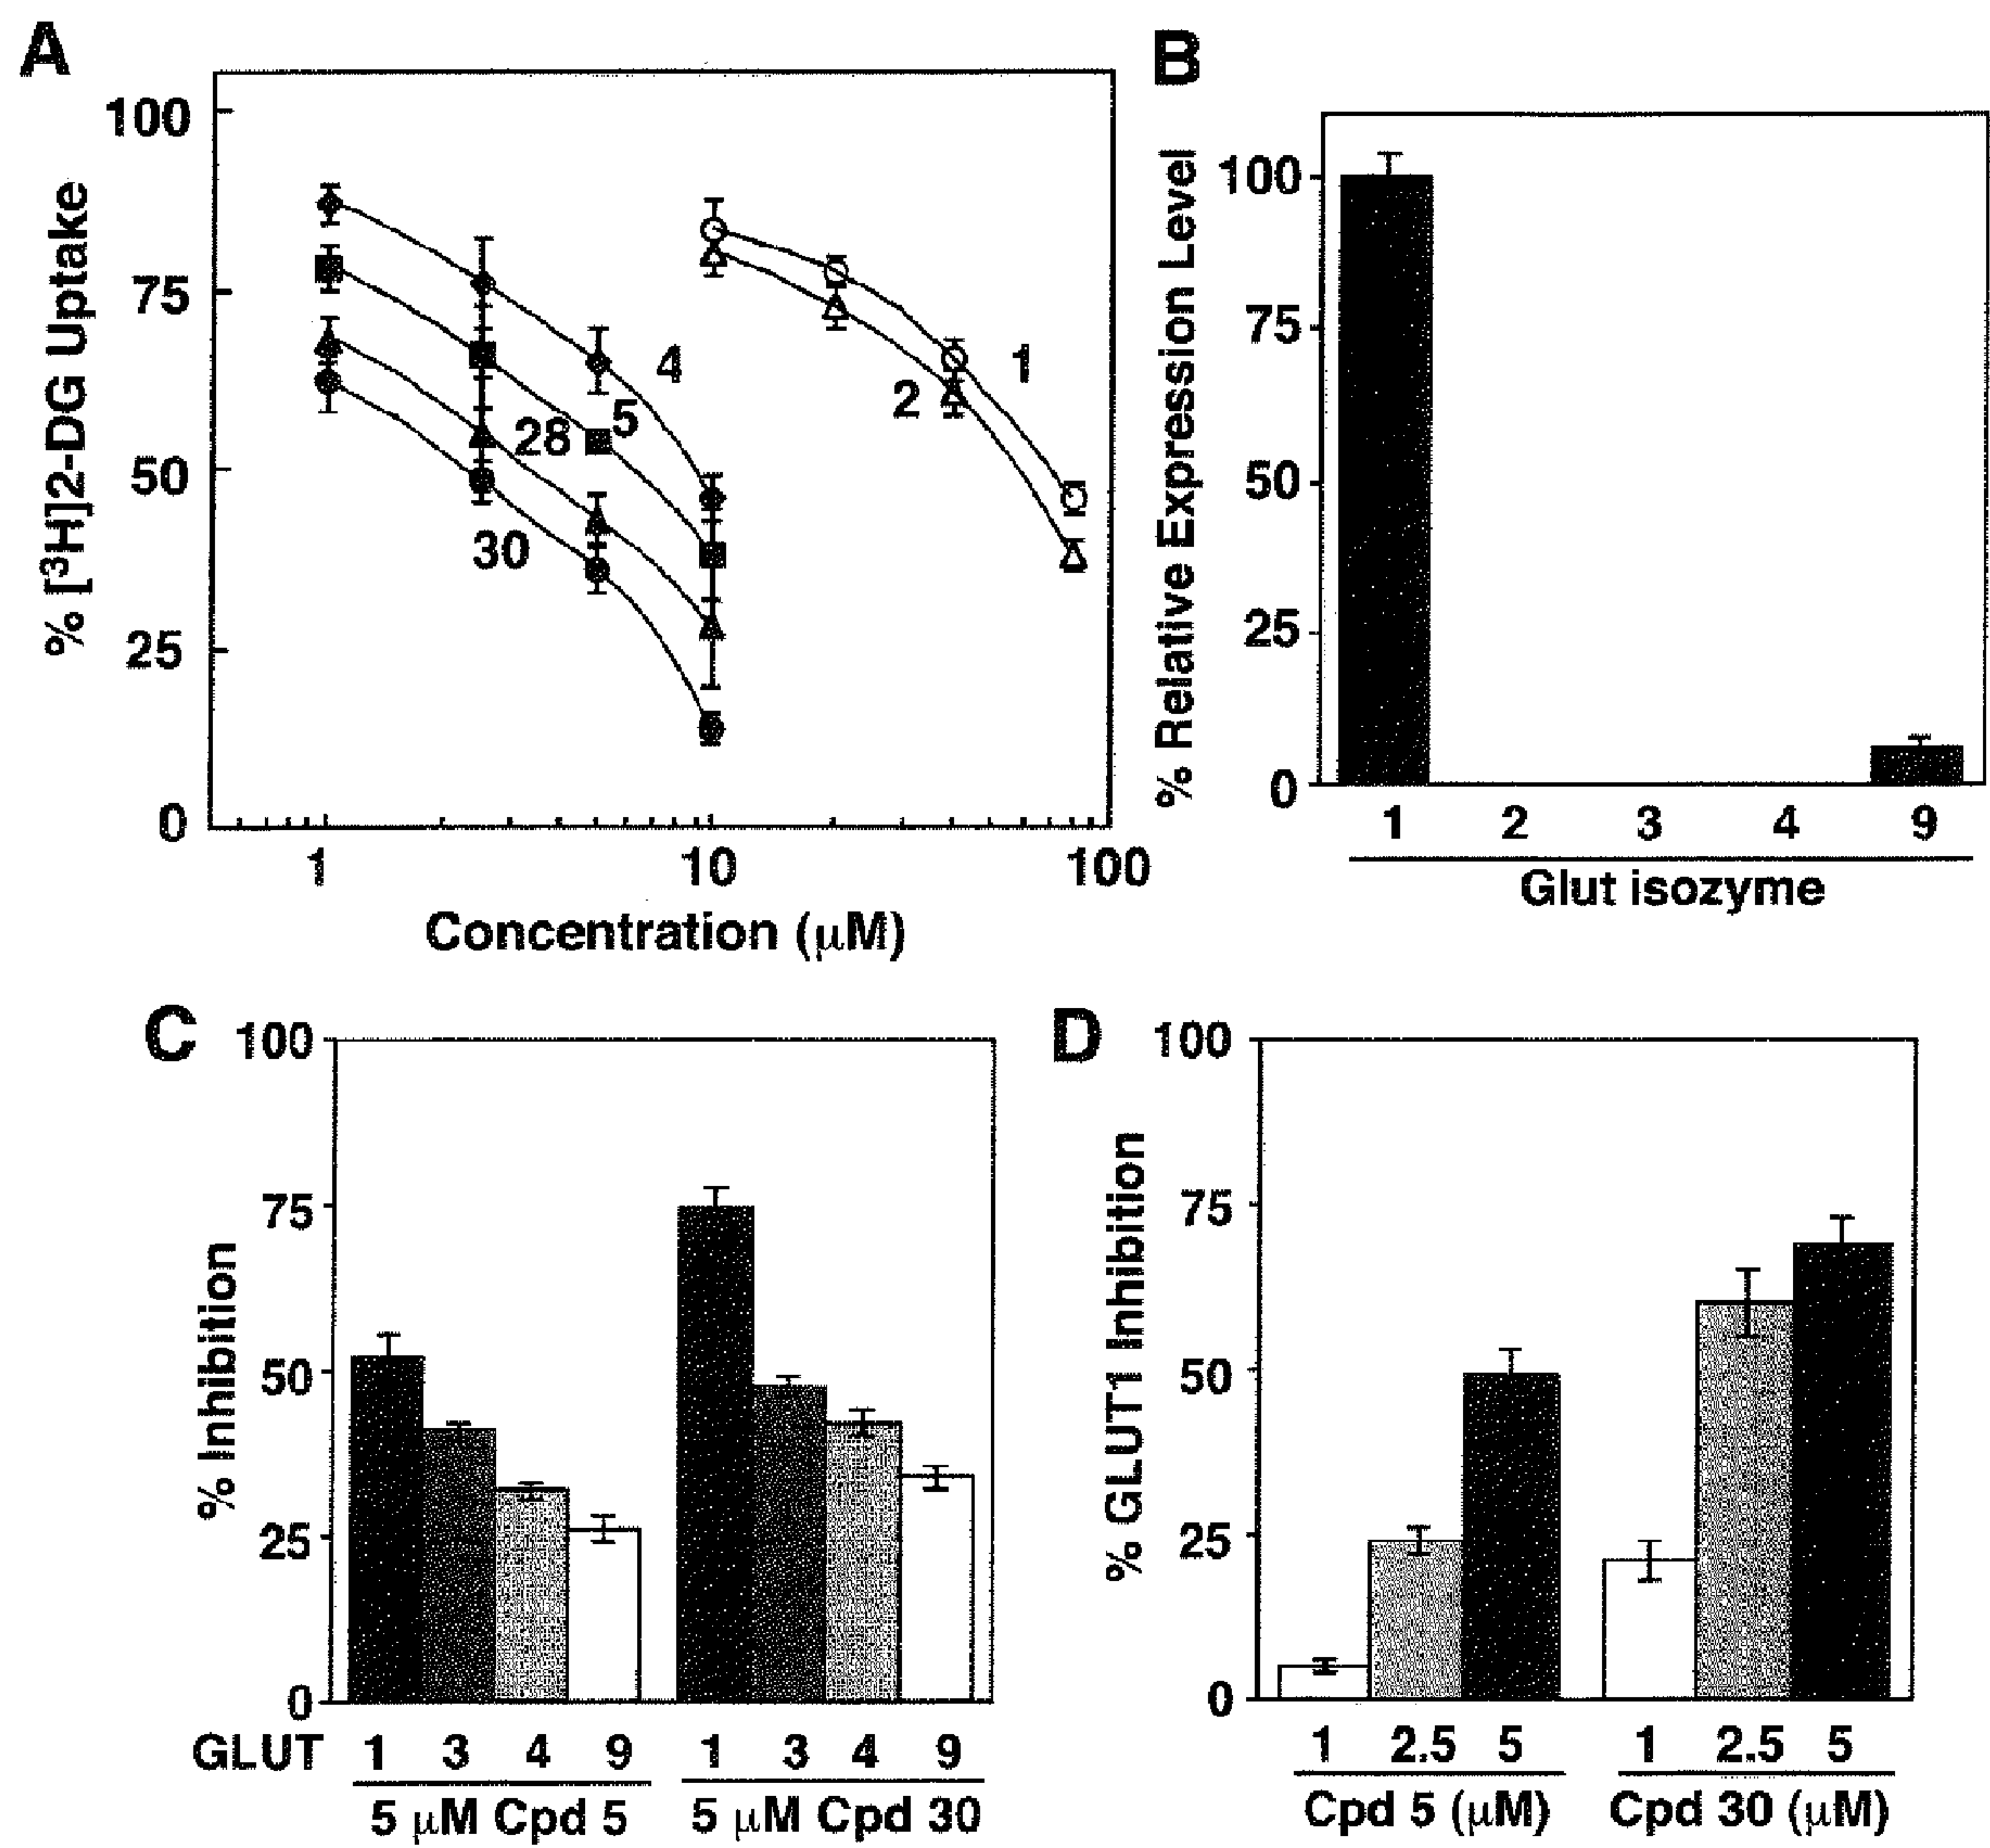 A
100
75
50
25
0
% [³H]2-DG Uptake
4
5
28
30
1
2
1 10 100
Concentration (μM)
B
100
75
50
25
0
% Relative Expression Level
1 2 3 4 9
Glut isozyme
C
100
75
50
25
0
% Inhibition
GLUT 1 3 4 9 1 3 4 9
5 μM Cpd 5 5 μM Cpd 30
D
100
75
50
25
0
% GLUT1 Inhibition
1 2.5 5 1 2.5 5
Cpd 5 (μM) Cpd 30 (μM)